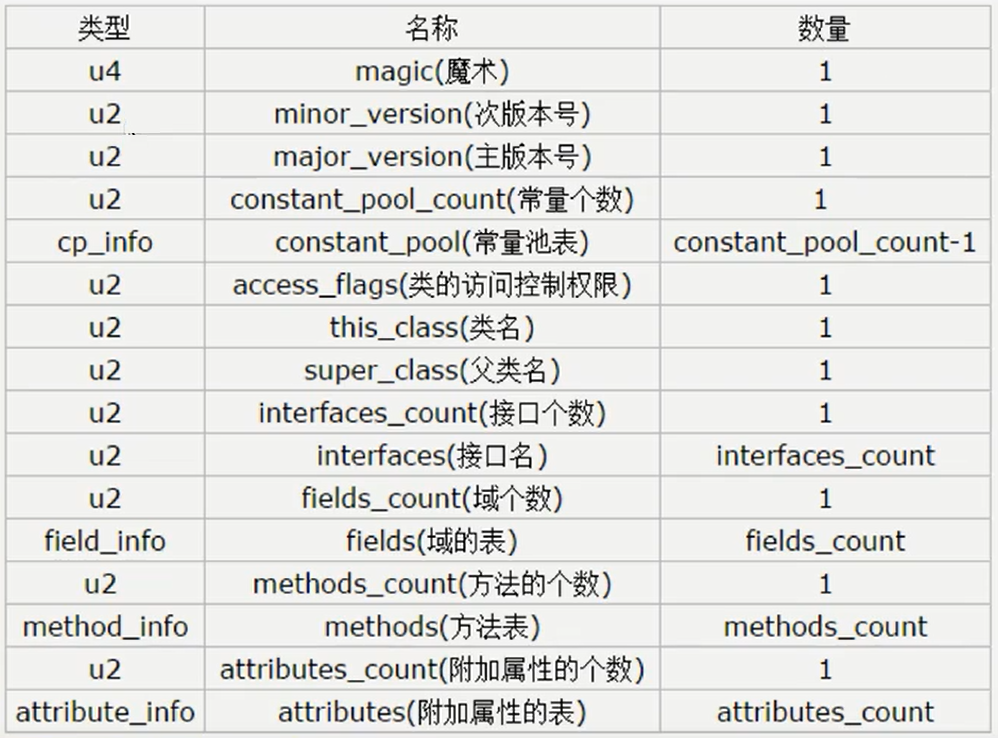 类型 名称 数量
u4 magic(魔术) 1
u2 minor_version(次版本号) 1
u2 major_version(主版本号) 1
u2 constant_pool_count(常量个数) 1
cp_info constant_pool(常量池表) constant_pool_count-1
u2 access_flags(类的访问控制权限) 1
u2 this_class(类名) 1
u2 super_class(父类名) 1
u2 interfaces_count(接口个数) 1
u2 interfaces(接口名) interfaces_count
u2 fields_count(域个数) 1
field_info fields(域的表) fields_count
u2 methods_count(方法的个数) 1
method_info methods(方法表) methods_count
u2 attributes_count(附加属性的个数) 1
attribute_info attributes(附加属性的表) attributes_count